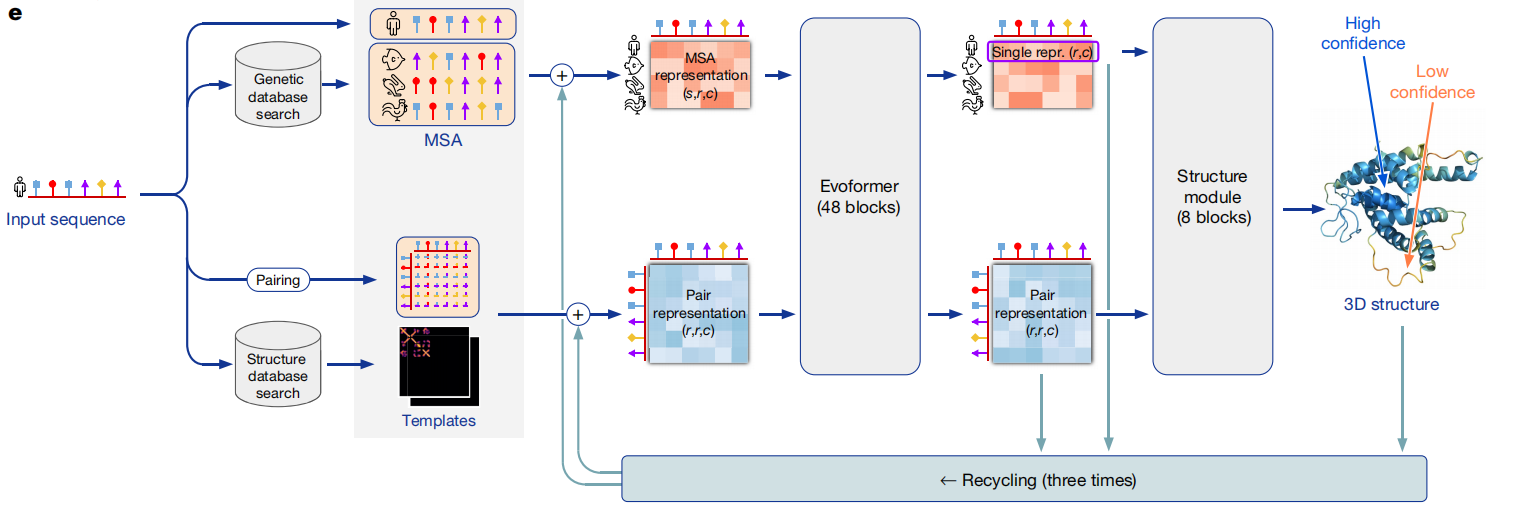 e
Input sequence
Genetic
database
search
MSA
Pairing
Structure
database
search
Templates
+
+
MSA
representation
(s,r,c)
Pair
representation
(r,r,c)
Evoformer
(48 blocks)
Single repr. (r,c)
Pair
representation
(r,r,c)
Structure
module
(8 blocks)
High
confidence
Low
confidence
3D structure
← Recycling (three times)